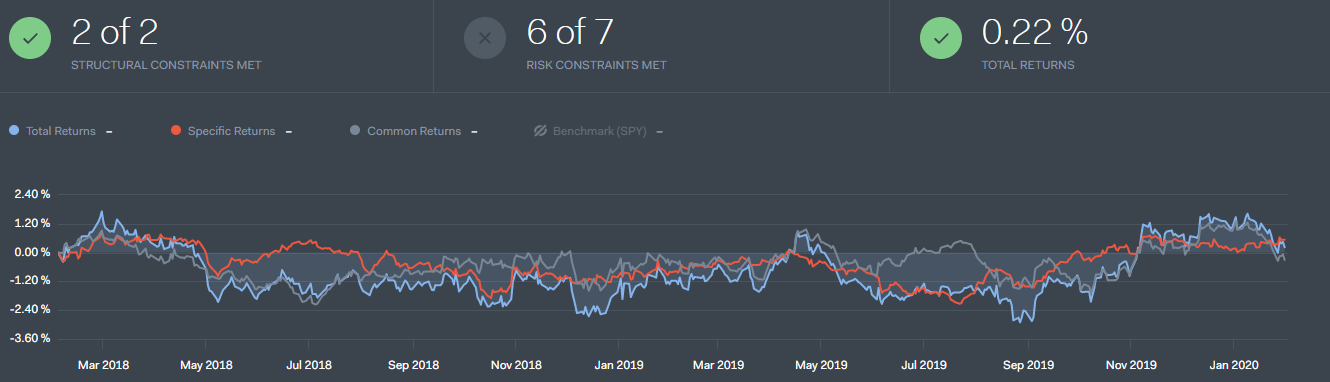 2 of 2
STRUCTURAL CONSTRAINTS MET
6 of 7
RISK CONSTRAINTS MET
0.22 %
TOTAL RETURNS
Total Returns –
Specific Returns –
Common Returns –
Benchmark (SPY) –
2.40 %
1.20 %
0.00 %
-1.20 %
-2.40 %
-3.60 %
Mar 2018 May 2018 Jul 2018 Sep 2018 Nov 2018 Jan 2019 Mar 2019 May 2019 Jul 2019 Sep 2019 Nov 2019 Jan 2020